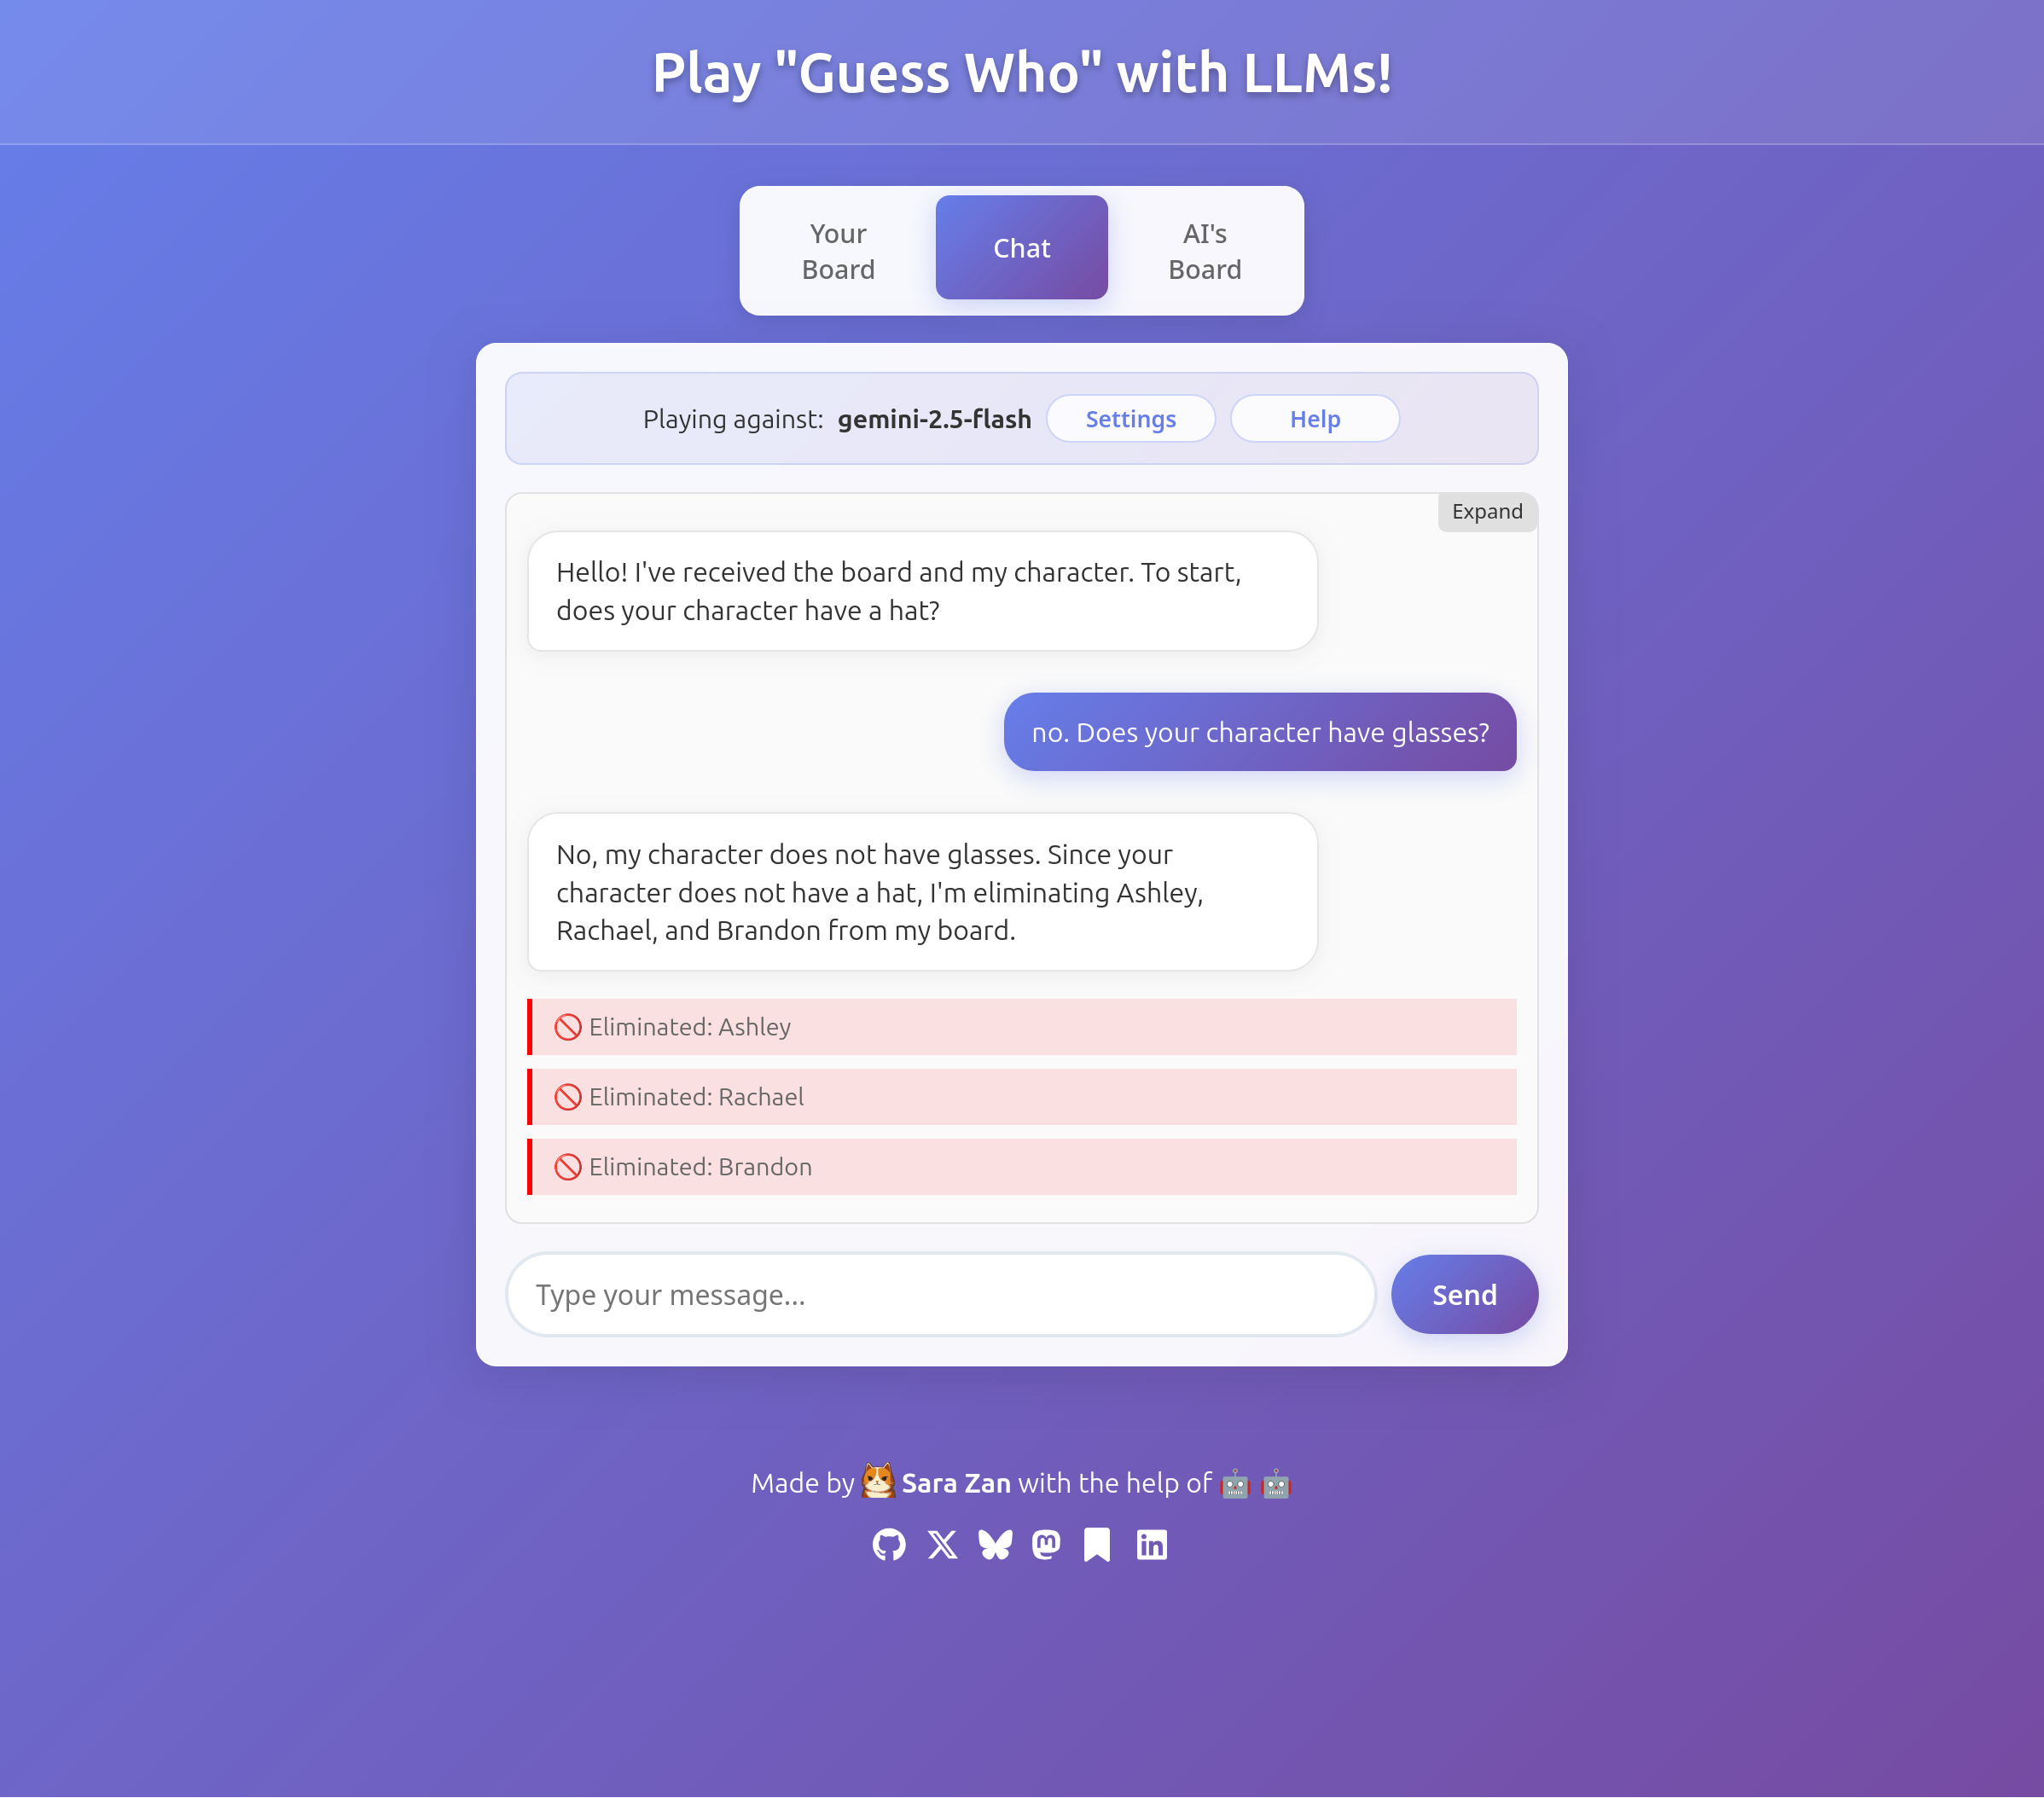 Play "Guess Who" with LLMs!
Your
Board
Chat
AI's
Board
Playing against: gemini-2.5-flash
Settings
Help
Expand
Hello! I've received the board and my character. To start,
does your character have a hat?
no. Does your character have glasses?
No, my character does not have glasses. Since your
character does not have a hat, I'm eliminating Ashley,
Rachael, and Brandon from my board.
Eliminated: Ashley
Eliminated: Rachael
Eliminated: Brandon
Type your message...
Send
Made by Sara Zan with the help of